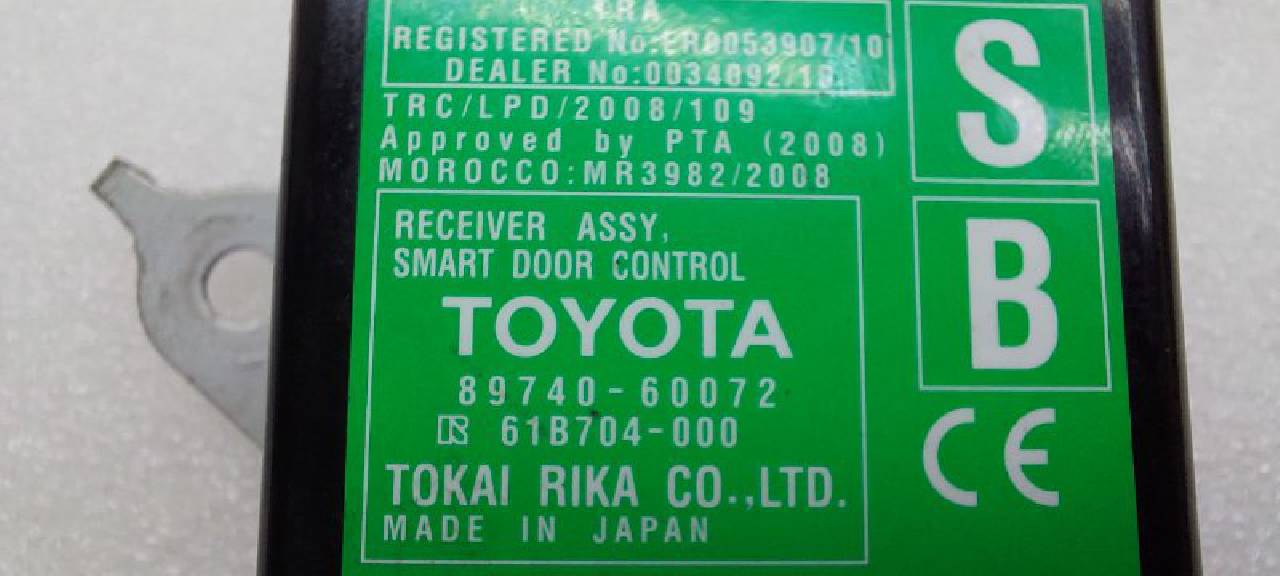 REGISTERED No:ER0053907/10
DEALER No:0034092/10
TRC/LPD/2008/109
Approved by PTA (2008)
MOROCCO:MR3982/2008
RECEIVER ASSY,
SMART DOOR CONTROL
TOYOTA
89740-60072
61B704-000
TOKAI RIKA CO.,LTD.
MADE IN JAPAN
S
B
CE